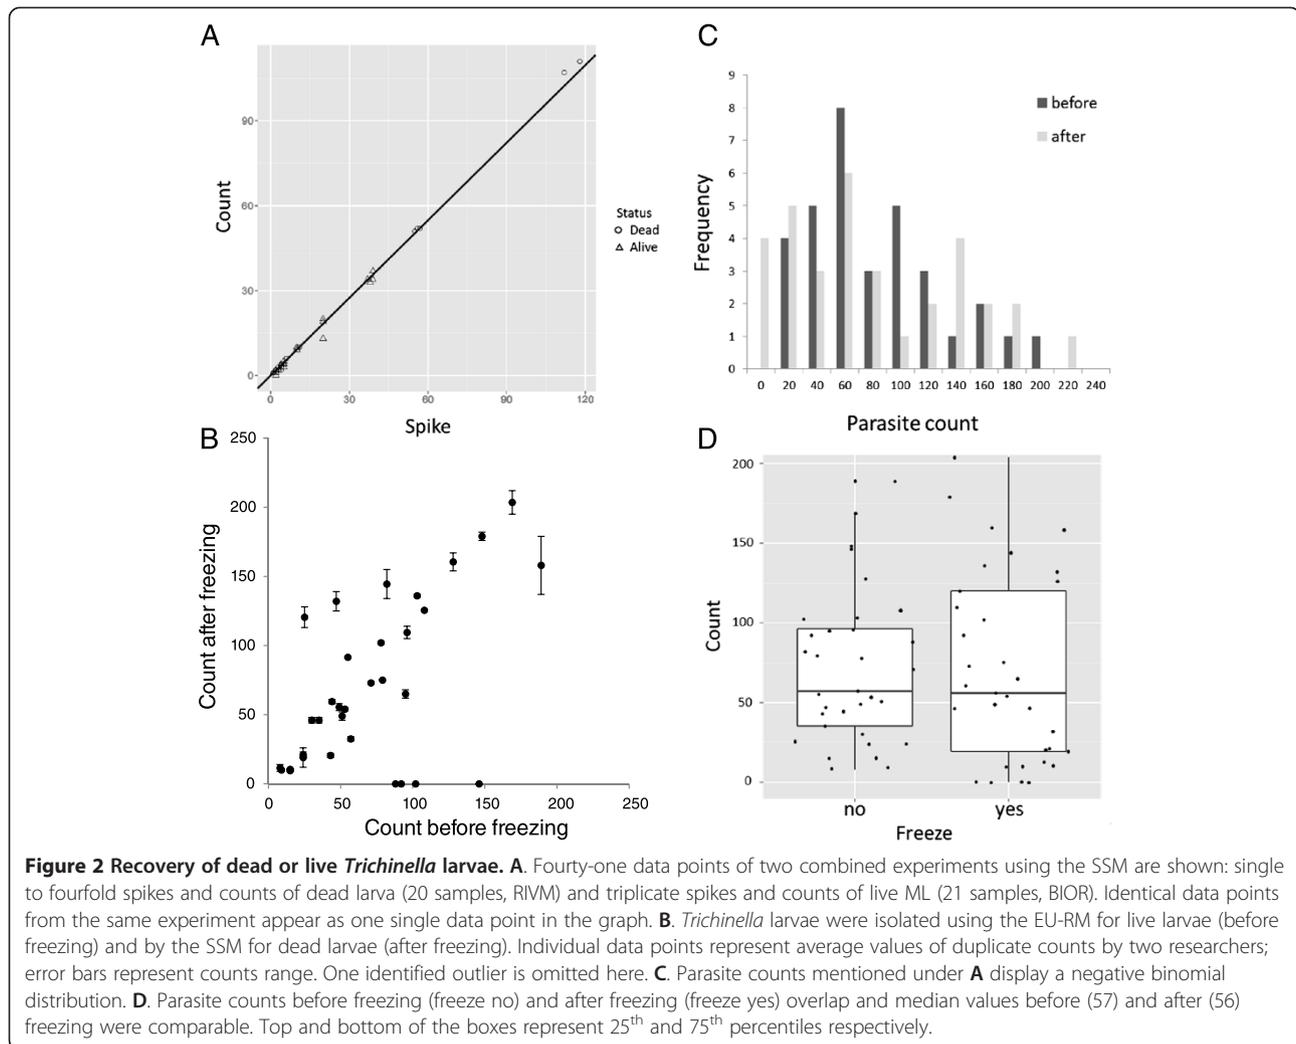 A
Count
90
60
30
0
0 30 60 90 120
Spike
Status
Dead
Alive
C
Frequency
9
8
7
6
5
4
3
2
1
0
0 20 40 60 80 100 120 140 160 180 200 220 240
Parasite count
before
after
B
Count after freezing
250
200
150
100
50
0
0 50 100 150 200 250
Count before freezing
D
Count
200
150
100
50
0
no yes
Freeze
Figure 2 Recovery of dead or live Trichinella larvae. A. Fourty-one data points of two combined experiments using the SSM are shown: single
to fourfold spikes and counts of dead larva (20 samples, RIVM) and triplicate spikes and counts of live ML (21 samples, BIOR). Identical data points
from the same experiment appear as one single data point in the graph. B. Trichinella larvae were isolated using the EU-RM for live larvae (before
freezing) and by the SSM for dead larvae (after freezing). Individual data points represent average values of duplicate counts by two researchers;
error bars represent counts range. One identified outlier is omitted here. C. Parasite counts mentioned under A display a negative binomial
distribution. D. Parasite counts before freezing (freeze no) and after freezing (freeze yes) overlap and median values before (57) and after (56)
freezing were comparable. Top and bottom of the boxes represent 25th and 75th percentiles respectively.